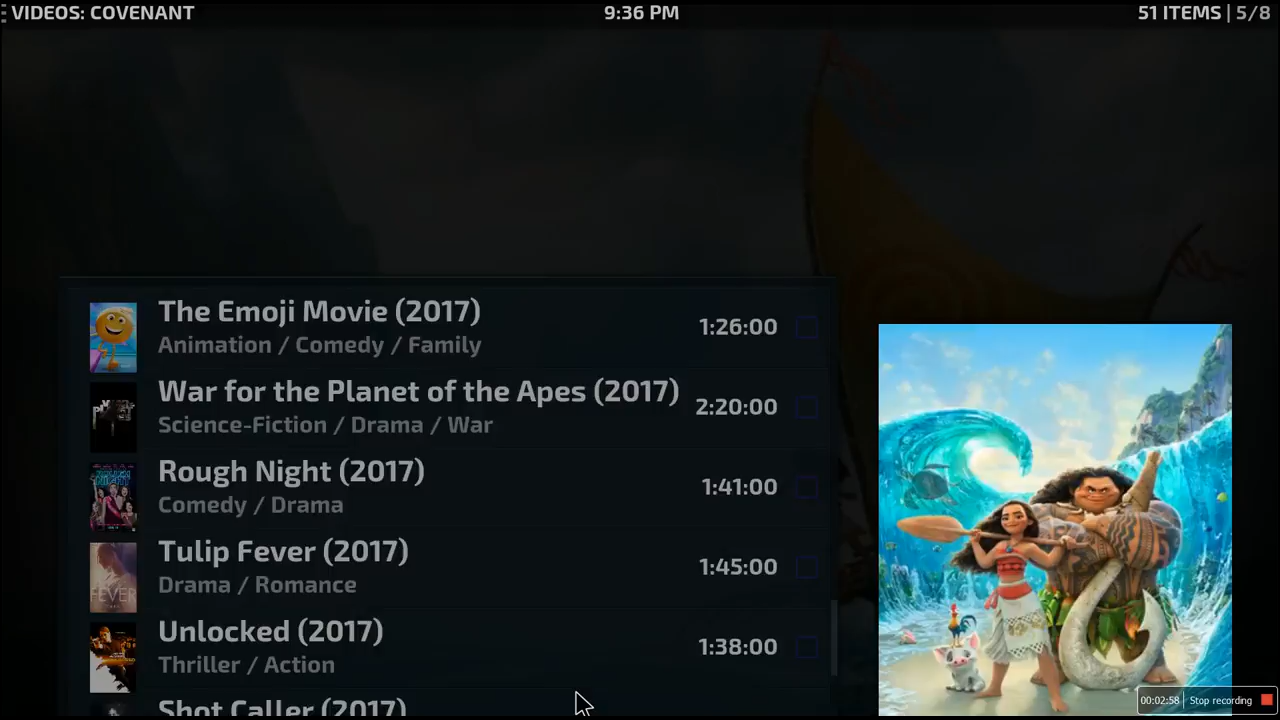 VIDEOS: COVENANT
9:36 PM
51 ITEMS | 5/8
The Emoji Movie (2017)
Animation / Comedy / Family
1:26:00
War for the Planet of the Apes (2017)
Science-Fiction / Drama / War
2:20:00
Rough Night (2017)
Comedy / Drama
1:41:00
Tulip Fever (2017)
Drama / Romance
1:45:00
FEVER
Unlocked (2017)
Thriller / Action
1:38:00
Shot Caller (2017)
00:02:58 Stop recording